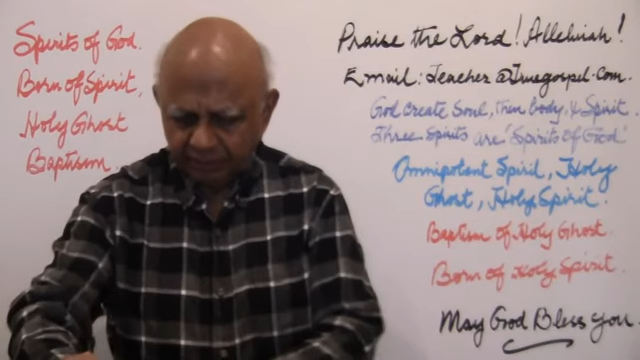 Spirits of God.
Born of Spirit,
Holy Ghost
Baptism.
Praise the Lord! Alleluiah!
Email: Teacher@Truegospel.com.
God create Soul, then body, & Spirit.
Three Spirits are 'Spirits of God'
Omnipotent Spirit, Holy
Ghost, Holy Spirit.
Baptism of Holy Ghost.
Born of Holy Spirit.
May God Bless you.